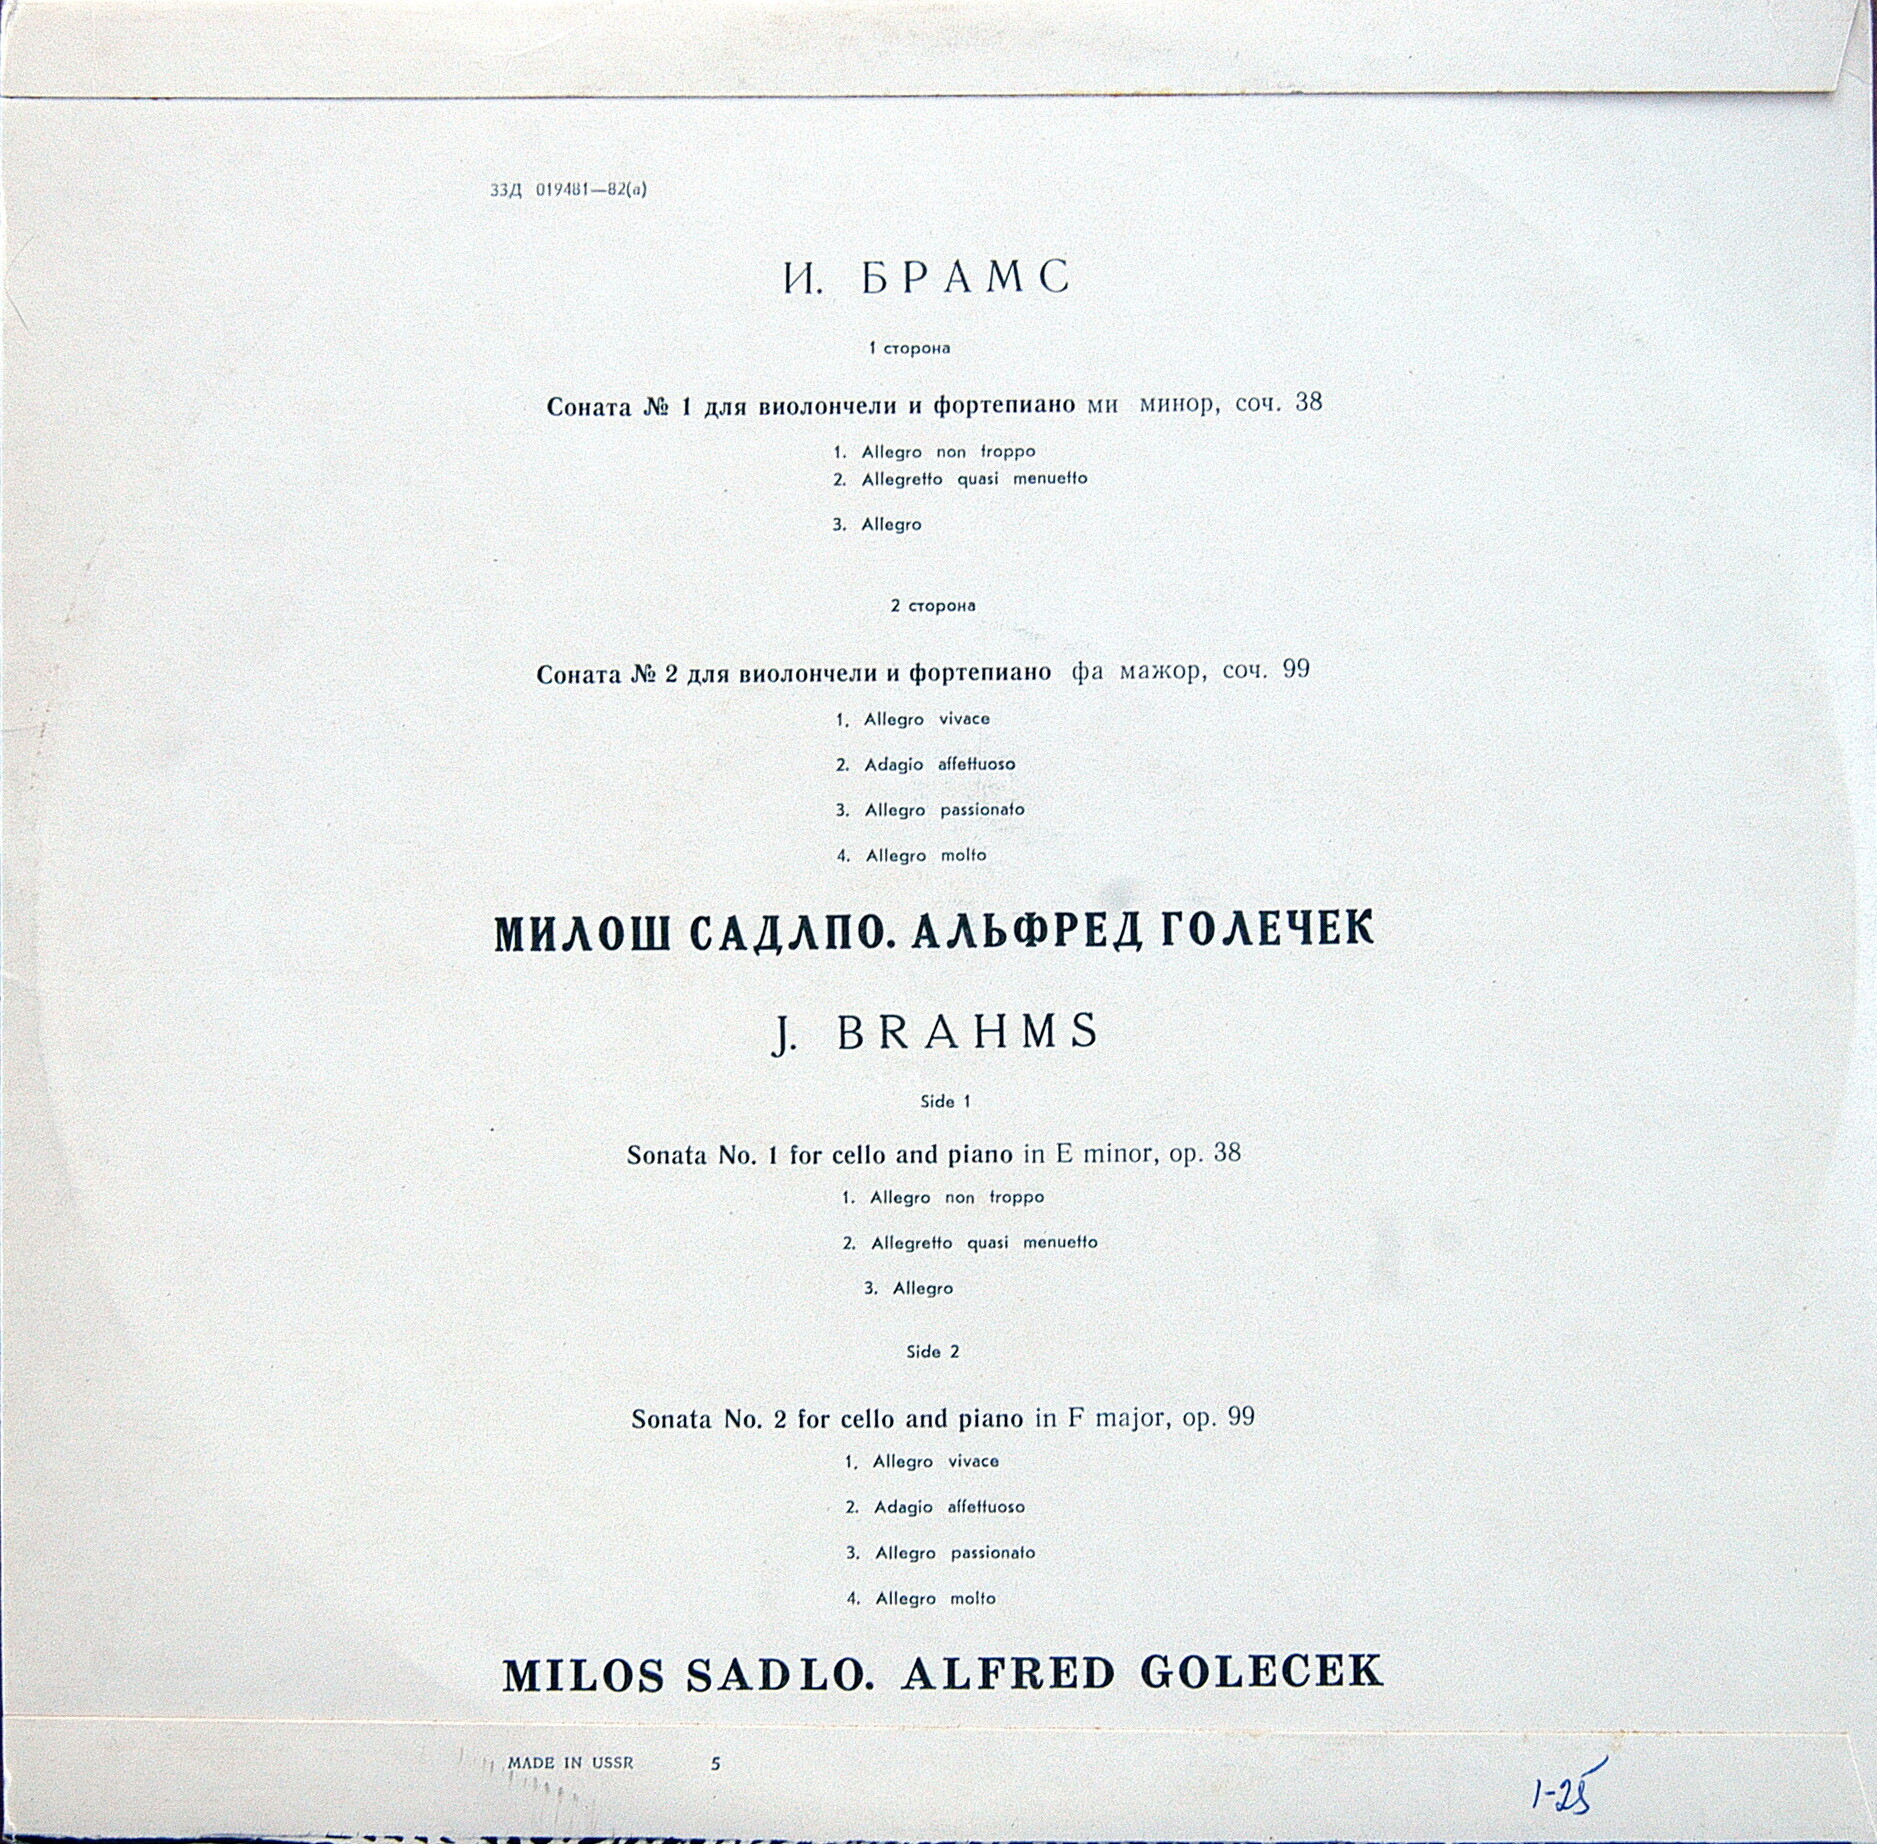 33Д 019481—82(а)
И. БРАМС
1 сторона
Соната № 1 для виолончели и фортепиано ми минор, соч. 38
1. Allegro non troppo
2. Allegretto quasi menuetto
3. Allegro
2 сторона
Соната № 2 для виолончели и фортепиано фа мажор, соч. 99
1. Allegro vivace
2. Adagio affettuoso
3. Allegro passionato
4. Allegro molto
МИЛОШ САДЛПО. АЛЬФРЕД ГОЛЕЧЕК
J. BRAHMS
Side 1
Sonata No. 1 for cello and piano in E minor, op. 38
1. Allegro non troppo
2. Allegretto quasi menuetto
3. Allegro
Side 2
Sonata No. 2 for cello and piano in F major, op. 99
1. Allegro vivace
2. Adagio affettuoso
3. Allegro passionato
4. Allegro molto
MILOS SADLO. ALFRED GOLECEK
MADE IN USSR 5
1-25